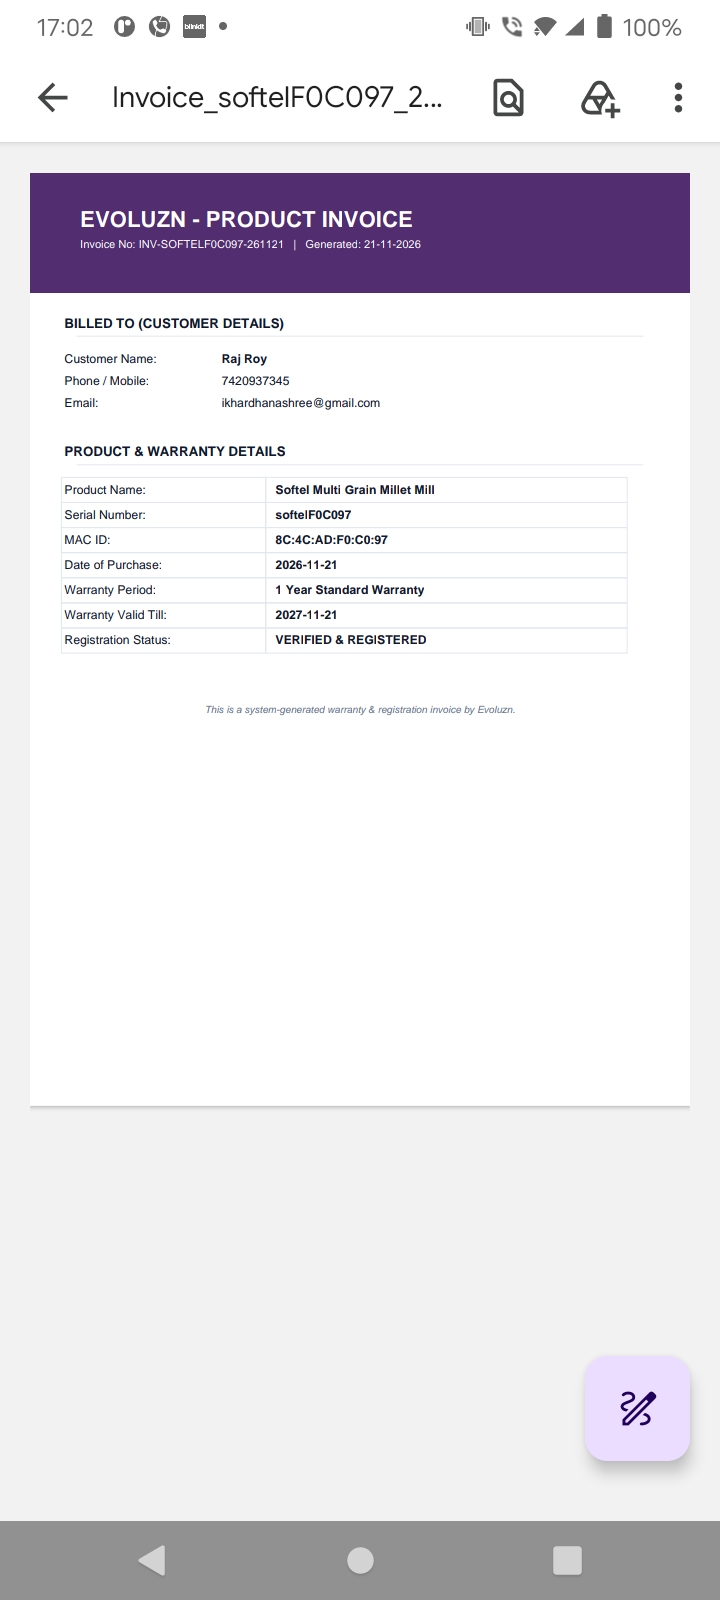 17:02 blinkit 100%
Invoice_softelF0C097_2...
EVOLUZN - PRODUCT INVOICE
Invoice No: INV-SOFTELF0C097-261121 | Generated: 21-11-2026
BILLED TO (CUSTOMER DETAILS)
Customer Name: Raj Roy
Phone / Mobile: 7420937345
Email: ikhardhanashree@gmail.com
PRODUCT & WARRANTY DETAILS
Product Name: Softel Multi Grain Millet Mill
Serial Number: softelF0C097
MAC ID: 8C:4C:AD:F0:C0:97
Date of Purchase: 2026-11-21
Warranty Period: 1 Year Standard Warranty
Warranty Valid Till: 2027-11-21
Registration Status: VERIFIED & REGISTERED
This is a system-generated warranty & registration invoice by Evoluzn.